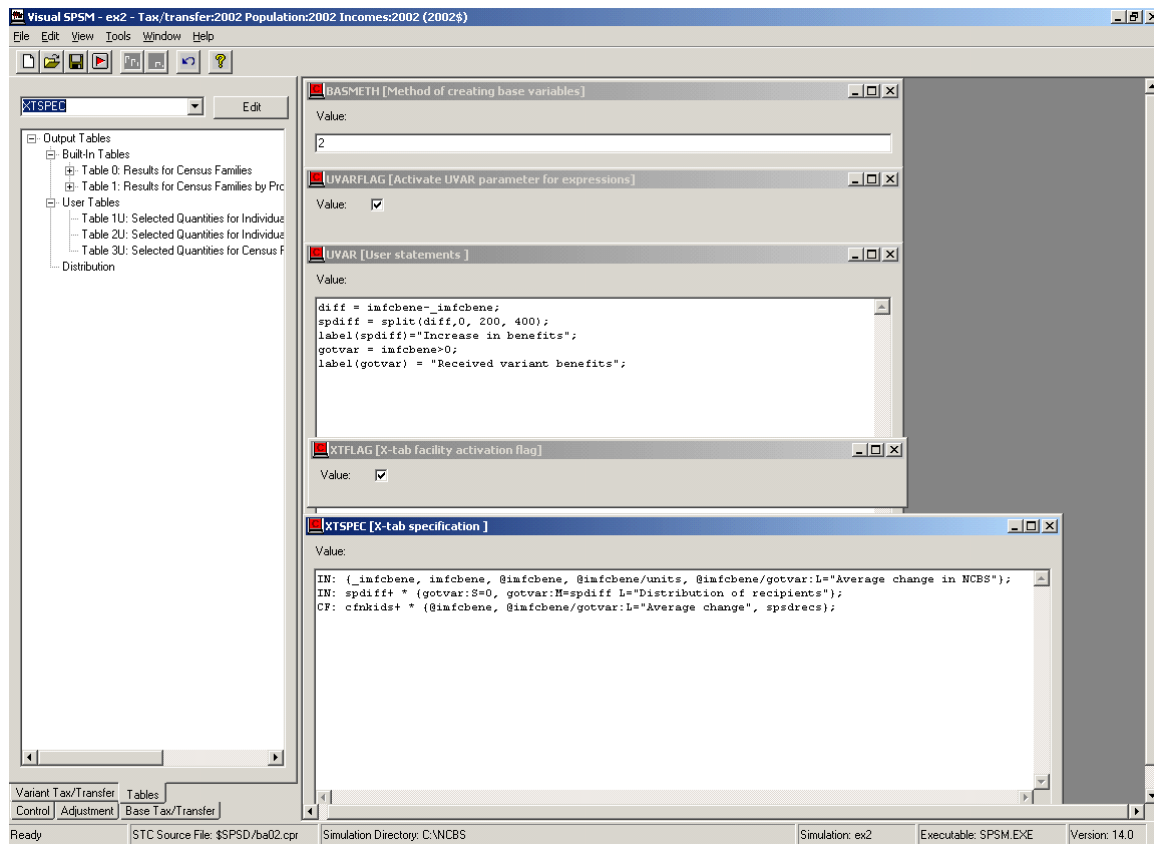 Visual SPSM - ex2 - Tax/transfer:2002 Population:2002 Incomes:2002 (2002$)
File Edit View Tools Window Help
XTSPEC
Edit
Output Tables
Built-In Tables
Table 0: Results for Census Families
Table 1: Results for Census Families by Pro
User Tables
Table 1U: Selected Quantities for Individua
Table 2U: Selected Quantities for Individua
Table 3U: Selected Quantities for Census F
Distribution
BASMETH [Method of creating base variables]
Value:
2
UVARFLAG [Activate UVAR parameter for expressions]
Value:
UVAR [User statements ]
Value:
diff = imfcbene-_imfcbene;
spdiff = split(diff,0, 200, 400);
label(spdiff)="Increase in benefits";
gotvar = imfcbene>0;
label(gotvar) = "Received variant benefits";
XTFLAG [X-tab facility activation flag]
Value:
XTSPEC [X-tab specification ]
Value:
IN: {_imfcbene, imfcbene, @imfcbene, @imfcbene/units, @imfcbene/gotvar:L="Average change in NCBS"};
IN: spdiff+ * {gotvar:S=0, gotvar:M=spdiff L="Distribution of recipients"};
CF: cfnkids+ * {@imfcbene, @imfcbene/gotvar:L="Average change", spsdrecs};
Variant Tax/Transfer Tables
Control Adjustment Base Tax/Transfer
Ready STC Source File: $SPSD/ba02.cpr Simulation Directory: C:\NCBS Simulation: ex2 Executable: SPSM.EXE Version: 14.0